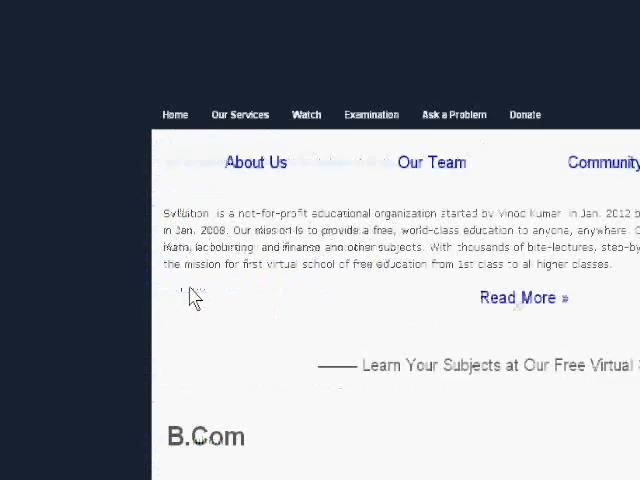 Home Our Services Watch Examination Ask a Problem Donate
About Us Our Team Community
is a not-for-profit educational organization started by Vinod Kumar in Jan. 2012 b
in Jan. 2008. Our mission is to provide a free, world-class education to anyone, anywhere.
and finance and other subjects. With thousands of bite-lectures, step-by
the mission for first virtual school of free education from 1st class to all higher classes.
Read More »
Learn Your Subjects at Our Free Virtual
B.Com